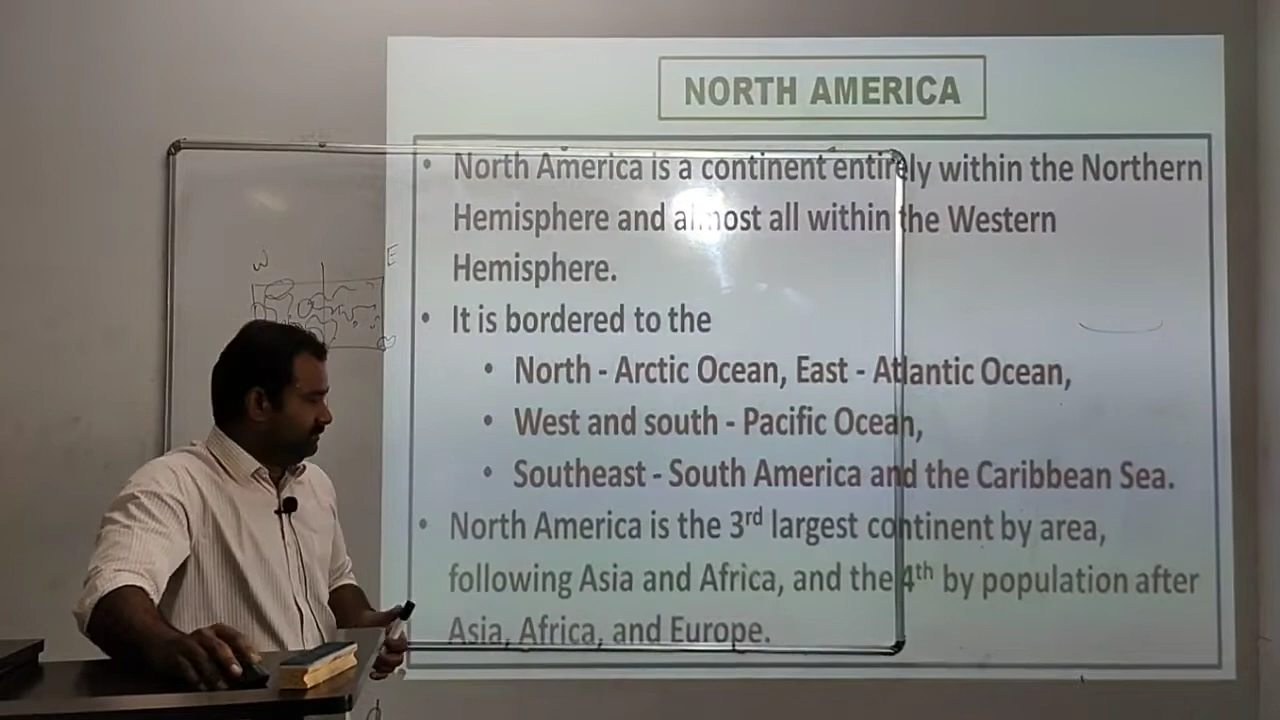 NORTH AMERICA
• North America is a continent entirely within the Northern
Hemisphere and almost all within the Western
Hemisphere.
• It is bordered to the
• North - Arctic Ocean, East - Atlantic Ocean,
• West and south - Pacific Ocean,
• Southeast - South America and the Caribbean Sea.
• North America is the 3rd largest continent by area,
following Asia and Africa, and the 4th by population after
Asia, Africa, and Europe.
W E